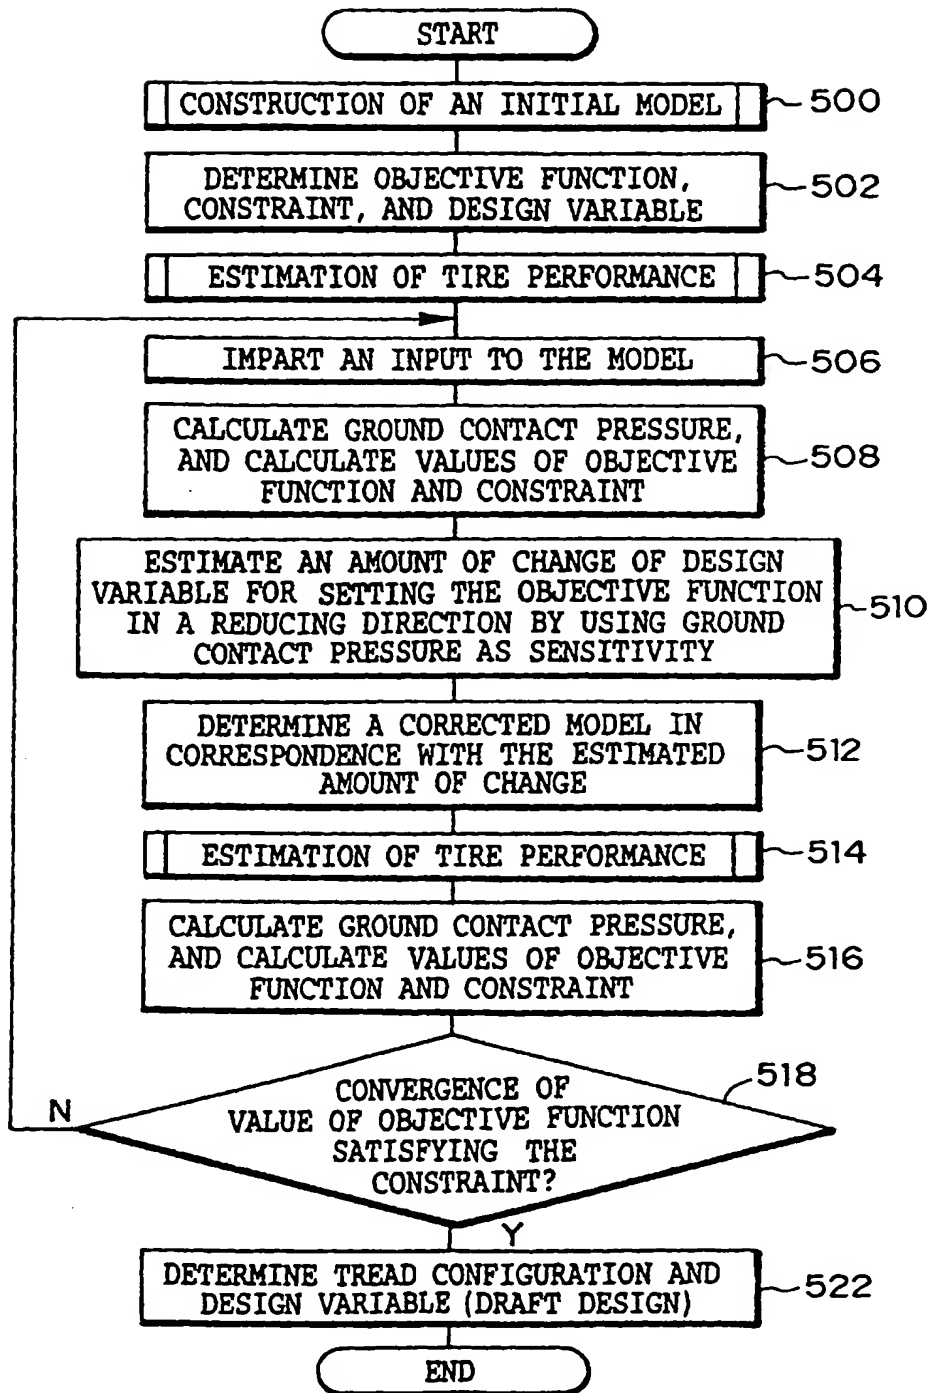 START
CONSTRUCTION OF AN INITIAL MODEL
500
DETERMINE OBJECTIVE FUNCTION,
CONSTRAINT, AND DESIGN VARIABLE
502
ESTIMATION OF TIRE PERFORMANCE
504
IMPART AN INPUT TO THE MODEL
506
CALCULATE GROUND CONTACT PRESSURE,
AND CALCULATE VALUES OF OBJECTIVE
FUNCTION AND CONSTRAINT
508
ESTIMATE AN AMOUNT OF CHANGE OF DESIGN
VARIABLE FOR SETTING THE OBJECTIVE FUNCTION
IN A REDUCING DIRECTION BY USING GROUND
CONTACT PRESSURE AS SENSITIVITY
510
DETERMINE A CORRECTED MODEL IN
CORRESPONDENCE WITH THE ESTIMATED
AMOUNT OF CHANGE
512
ESTIMATION OF TIRE PERFORMANCE
514
CALCULATE GROUND CONTACT PRESSURE,
AND CALCULATE VALUES OF OBJECTIVE
FUNCTION AND CONSTRAINT
516
CONVERGENCE OF
VALUE OF OBJECTIVE FUNCTION
SATISFYING THE
CONSTRAINT?
518
N
Y
DETERMINE TREAD CONFIGURATION AND
DESIGN VARIABLE (DRAFT DESIGN)
522
END